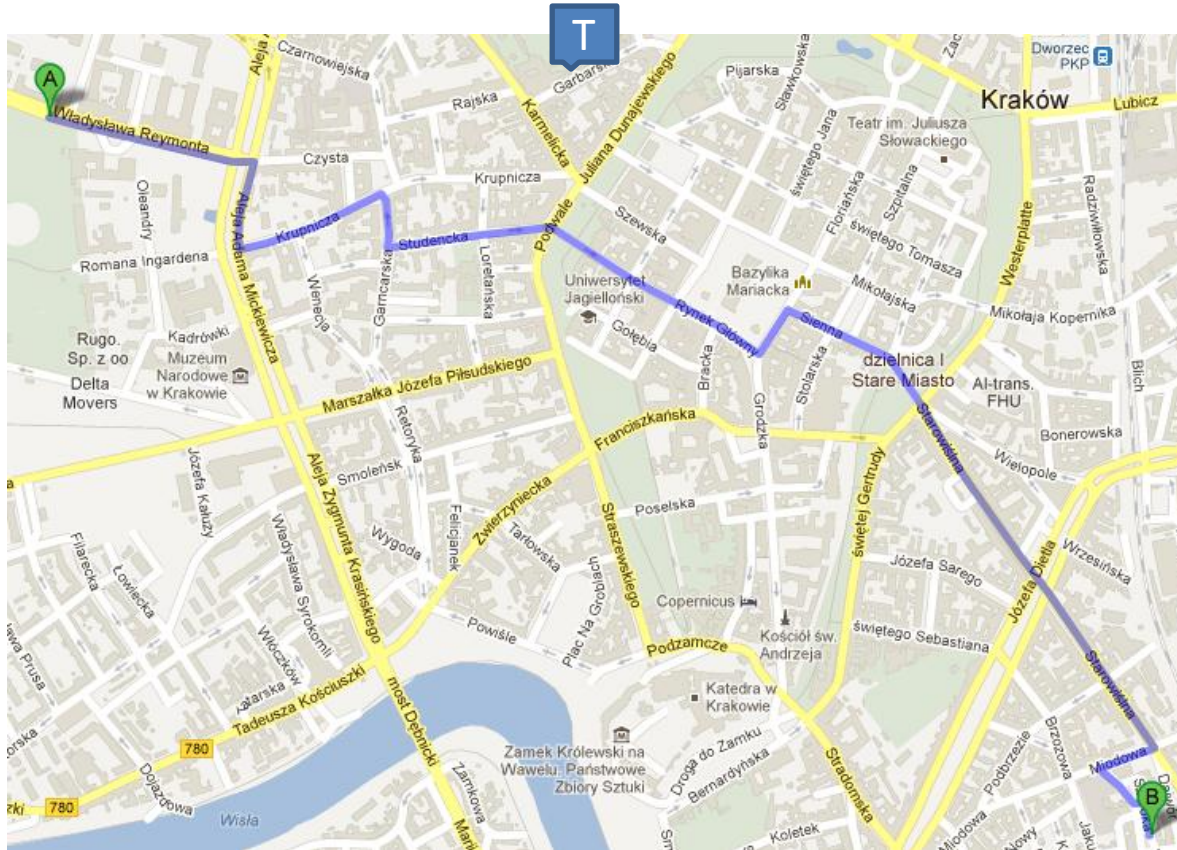 T
Czarnowiejska
Aleja
A
Władysława Reymonta
Czysta
Rajska
Karmelicka
Garbarska
Juliana Dunajewskiego
Pijarska
Sławkowska
Dworzec
PKP
Kraków
Lubicz
Teatr im. Juliusza
Słowackiego
świętego Jana
Floriańska
Szpitalna
świętego Tomasza
Westerplatte
Radziwiłłowska
Oleandry
Aleja Adama Mickiewicza
Krupnicza
Krupnicza
Studencka
Podwale
Szewska
Romana Ingardena
Wenecja
Garncarska
Loretańska
Uniwersytet
Jagielloński
Bazylika
Mariacka
Rynek Główny
Sienna
Mikołajska
Mikołaja Kopernika
Gołębia
Bracka
Stolarska
Grodzka
dzielnica I
Stare Miasto
Al-trans.
FHU
Blich
Rugo.
Sp. z oo
Delta
Movers
Kadrówki
Muzeum
Narodowe
w Krakowie
Marszałka Józefa Piłsudskiego
Retoryka
Smoleńsk
Franciszkańska
Starowiślna
Bonerowska
Wielopole
Józefa Kałuży
Aleja Zygmunta Krasińskiego
Felicjanek
Zwierzyniecka
Straszewskiego
Poselska
świętej Gertrudy
Józefa Dietla
Wrzesińska
Filarecka
Łowiecka
Władysława Syrokomli
Wygoda
Tarłowska
Plac Na Groblach
Copernicus
Kościół św.
Andrzeja
Józefa Sarego
świętego Sebastiana
Prusa
Włóczków
Powiśle
Podzamcze
Tadeusza Kościuszki
most Dębnicki
Katedra w
Krakowie
Starowiślna
780
Zamek Królewski na
Wawelu. Państwowe
Zbiory Sztuki
Droga do Zamku
Bernardyńska
Stradomska
Podbrzezie
Brzozowa
Miodowa
780
Dojazdowa
Wisła
Zamkowa
Koletek
Miodowa
B